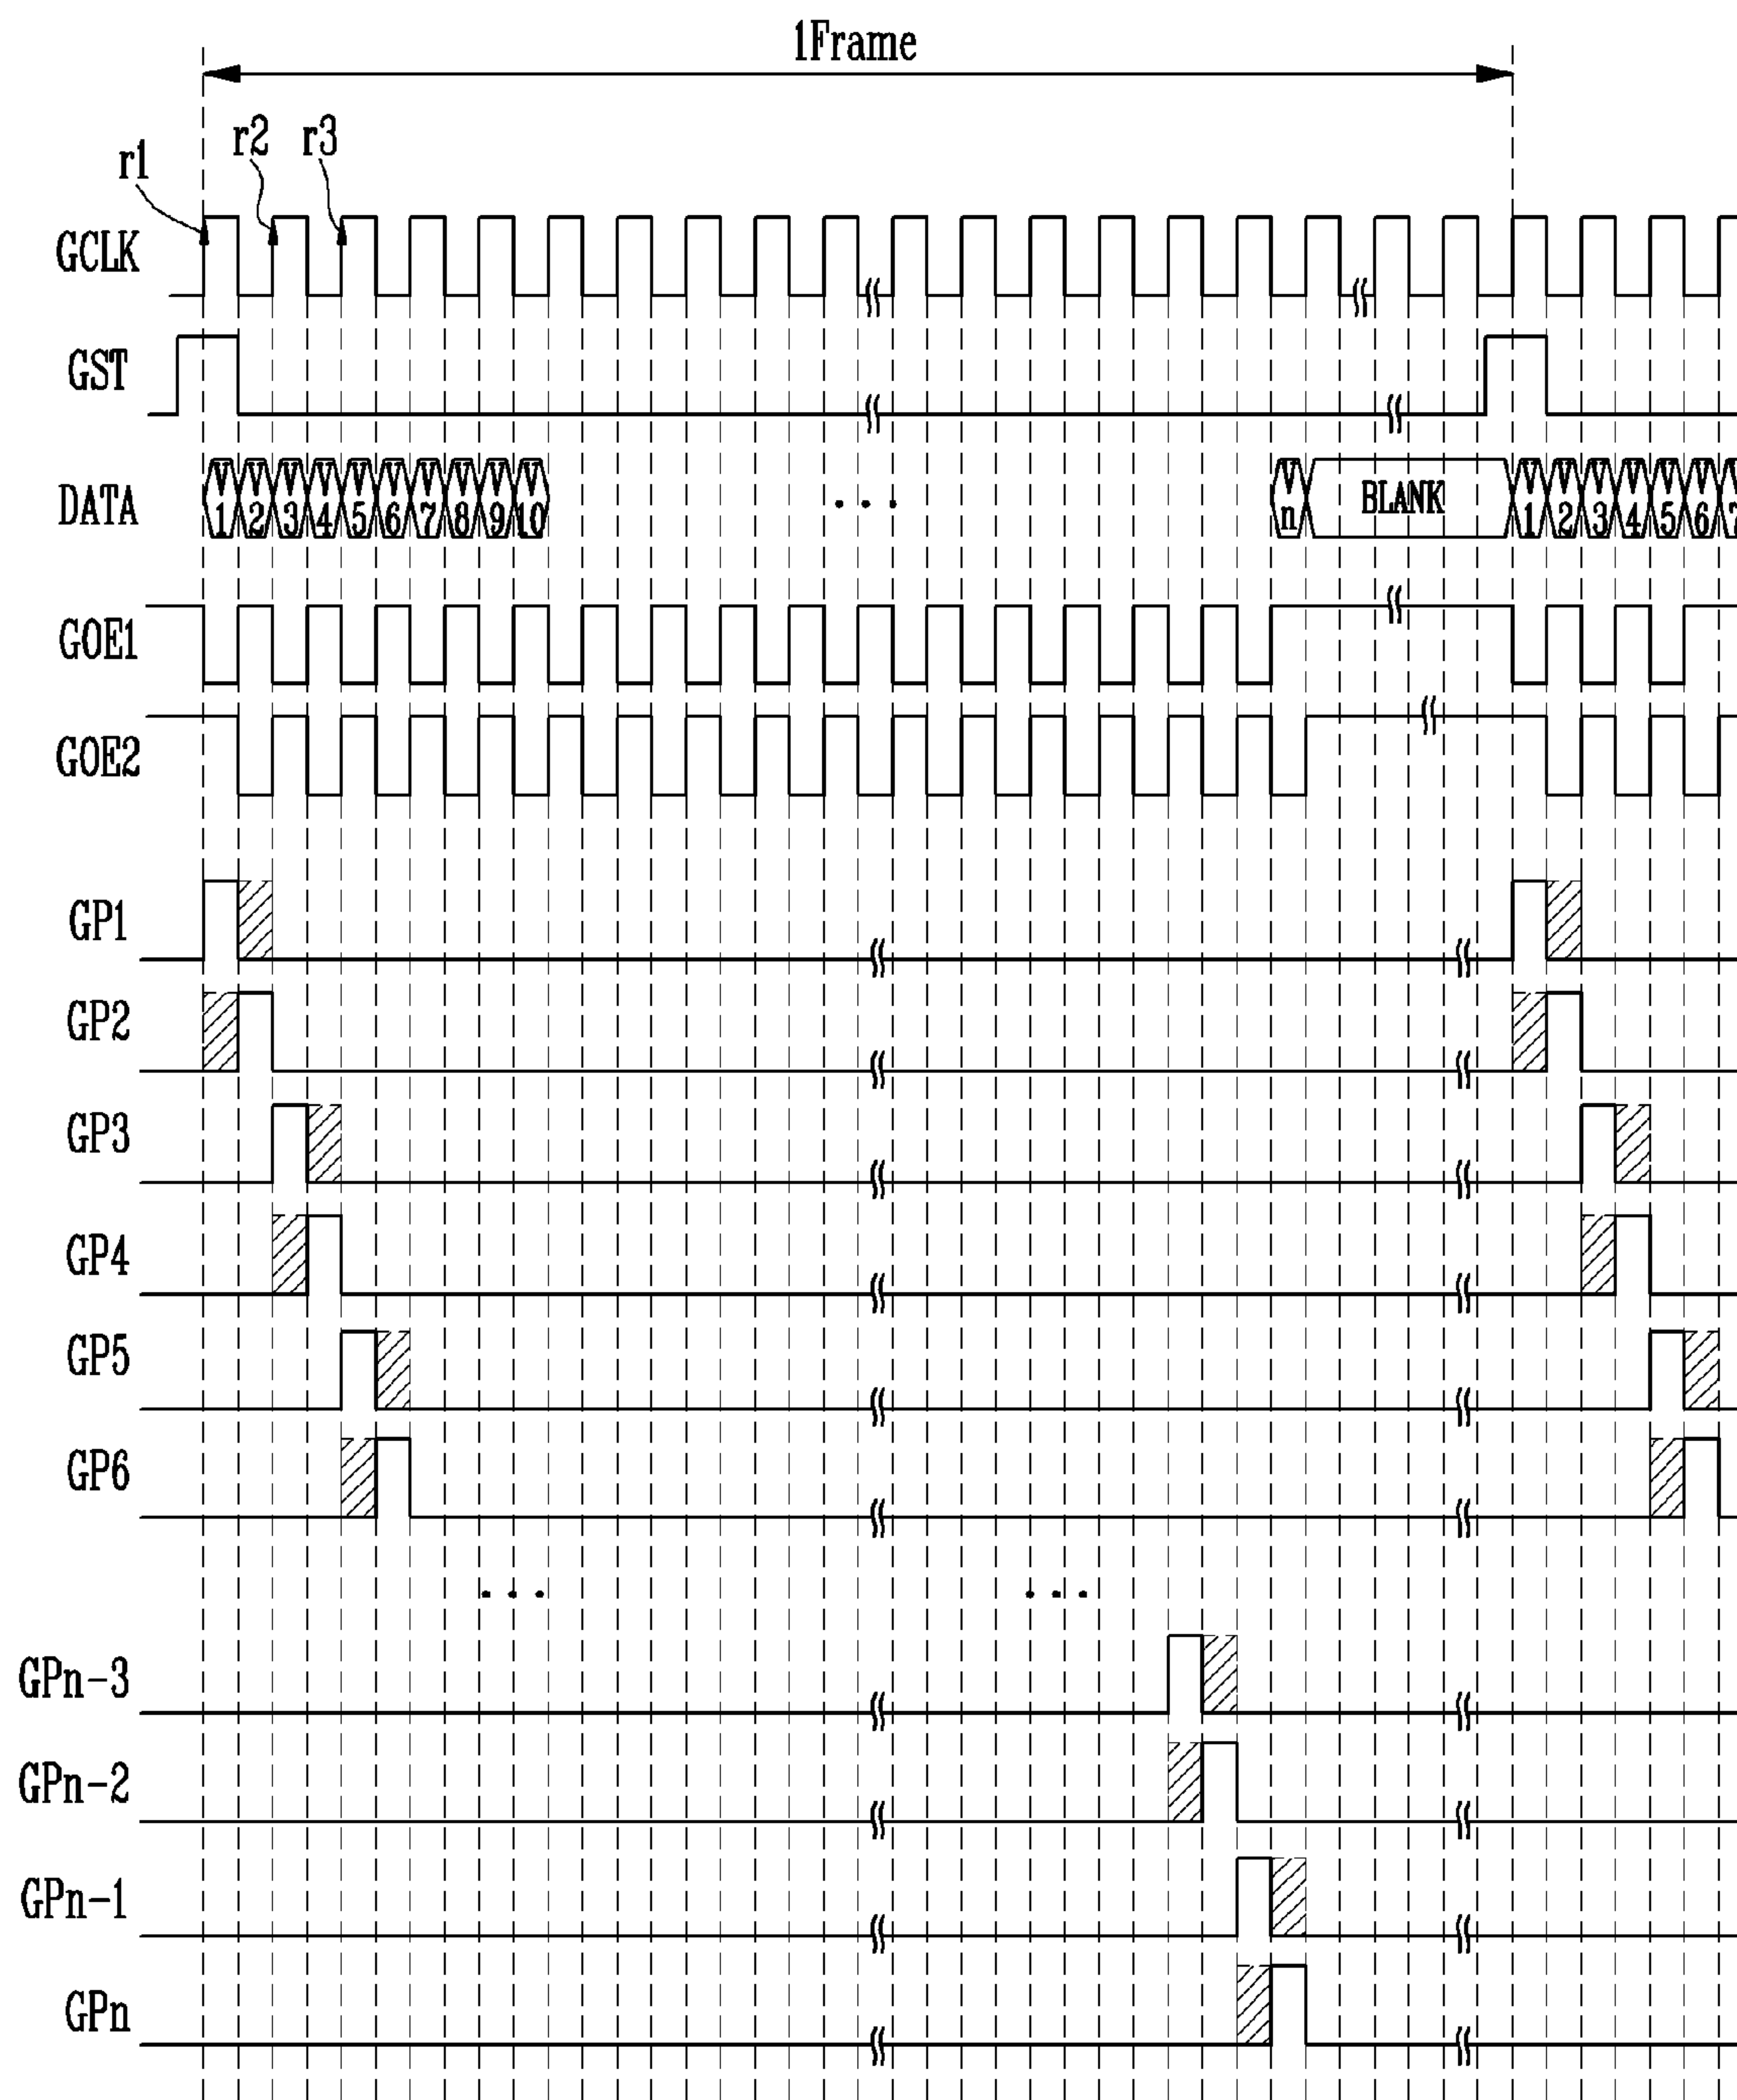 1Frame
r1 r2 r3
GCLK
GST
DATA V1 V2 V3 V4 V5 V6 V7 V8 V9 V10 ... Vn BLANK V1 V2 V3 V4 V5 V6 V7
GOE1
GOE2
GP1
GP2
GP3
GP4
GP5
GP6
... ...
GPn-3
GPn-2
GPn-1
GPn